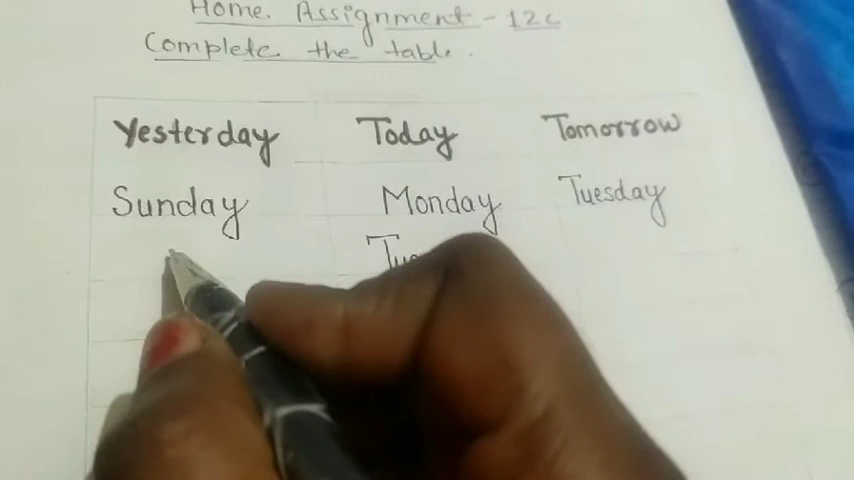 Home Assignment - 12c
Complete the table.
Yesterday Today Tomorrow
Sunday Monday Tuesday